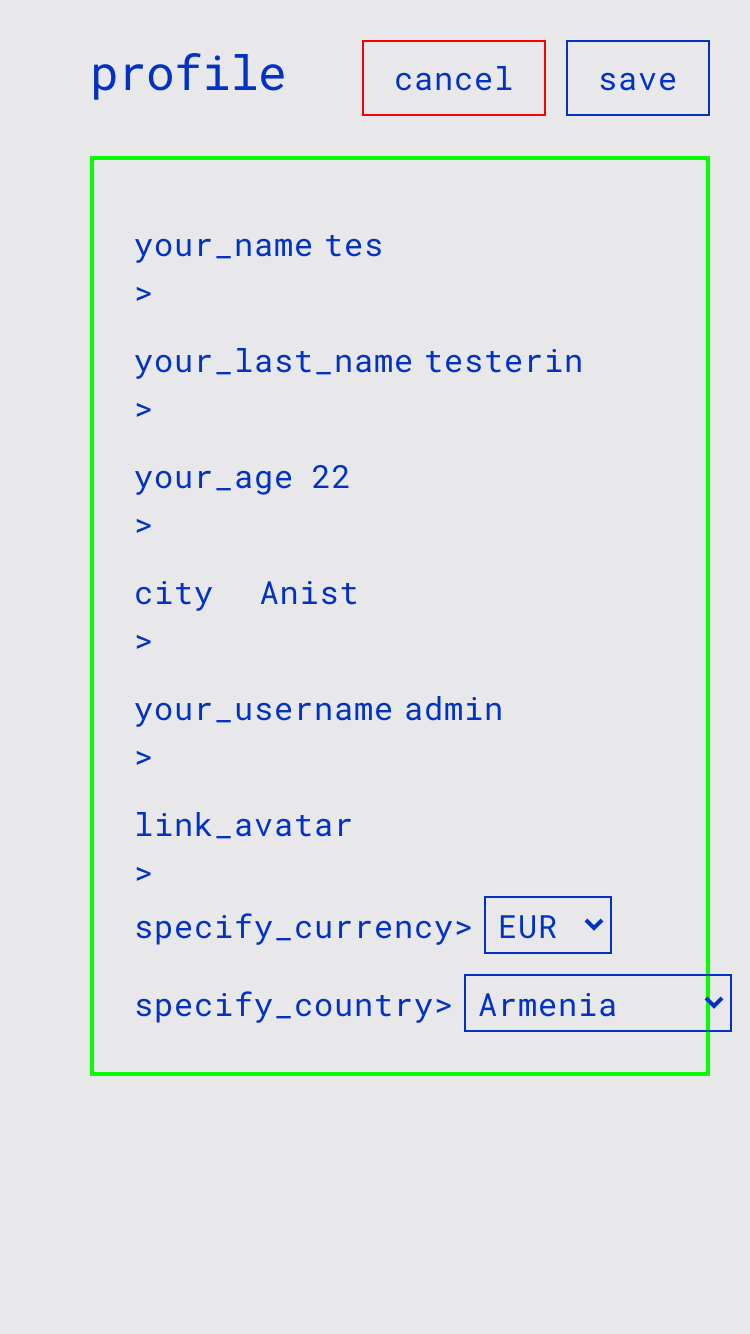 profile cancel save
your_name tes
>
your_last_name testerin
>
your_age 22
>
city Anist
>
your_username admin
>
link_avatar
>
specify_currency> EUR
specify_country> Armenia